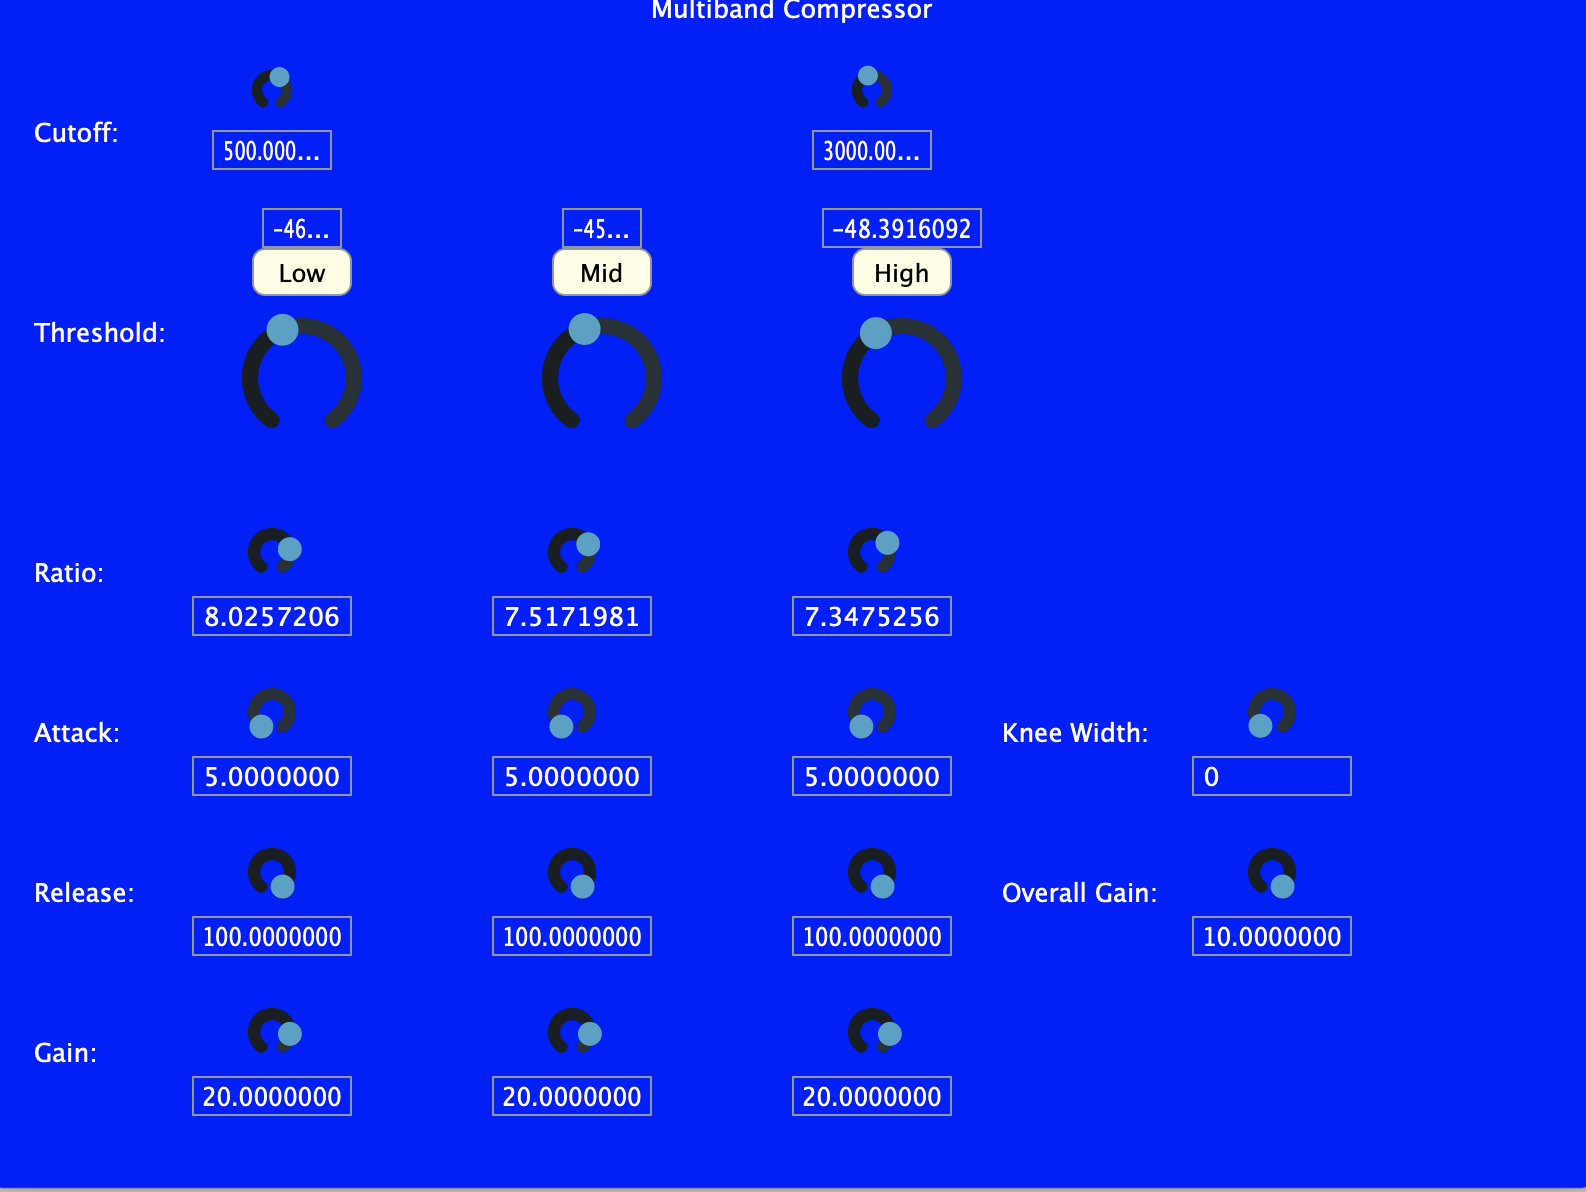 Multiband Compressor
Cutoff:
500.000...
3000.00...
-46...
-45...
-48.3916092
Low
Mid
High
Threshold:
Ratio:
8.0257206
7.5171981
7.3475256
Attack:
5.0000000
5.0000000
5.0000000
Knee Width:
0
Release:
100.0000000
100.0000000
100.0000000
Overall Gain:
10.0000000
Gain:
20.0000000
20.0000000
20.0000000